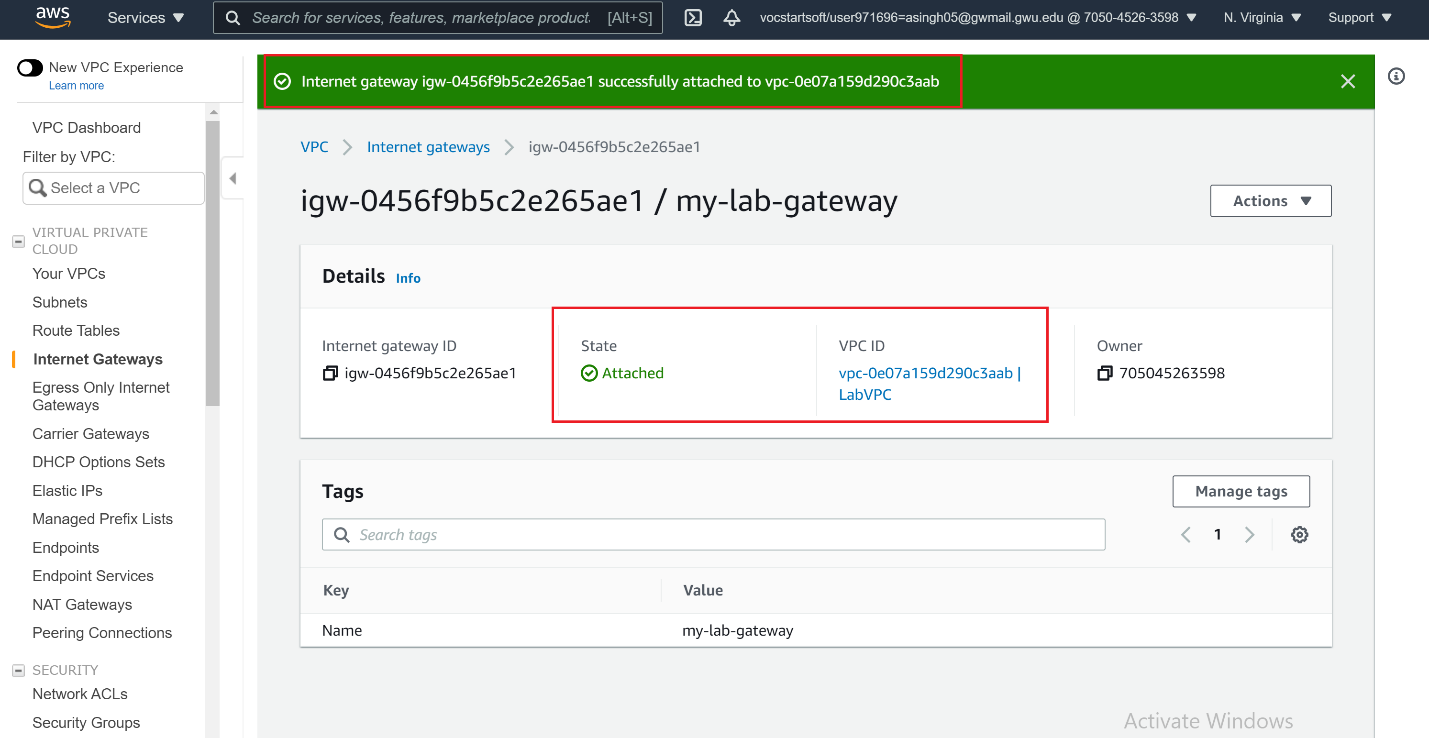 aws
Services ▼
Search for services, features, marketplace product: [Alt+S]
vocstartsoft/user971696=asingh05@gwmail.gwu.edu @ 7050-4526-3598 ▼
N. Virginia ▼
Support ▼
New VPC Experience
Learn more
VPC Dashboard
Filter by VPC:
Select a VPC
VIRTUAL PRIVATE
CLOUD
Your VPCs
Subnets
Route Tables
Internet Gateways
Egress Only Internet
Gateways
Carrier Gateways
DHCP Options Sets
Elastic IPs
Managed Prefix Lists
Endpoints
Endpoint Services
NAT Gateways
Peering Connections
SECURITY
Network ACLs
Security Groups
Internet gateway igw-0456f9b5c2e265ae1 successfully attached to vpc-0e07a159d290c3aab
VPC > Internet gateways > igw-0456f9b5c2e265ae1
igw-0456f9b5c2e265ae1 / my-lab-gateway
Actions ▼
Details Info
Internet gateway ID
igw-0456f9b5c2e265ae1
State
Attached
VPC ID
vpc-0e07a159d290c3aab |
LabVPC
Owner
705045263598
Tags
Manage tags
Search tags
1
Key Value
Name my-lab-gateway
Activate Windows